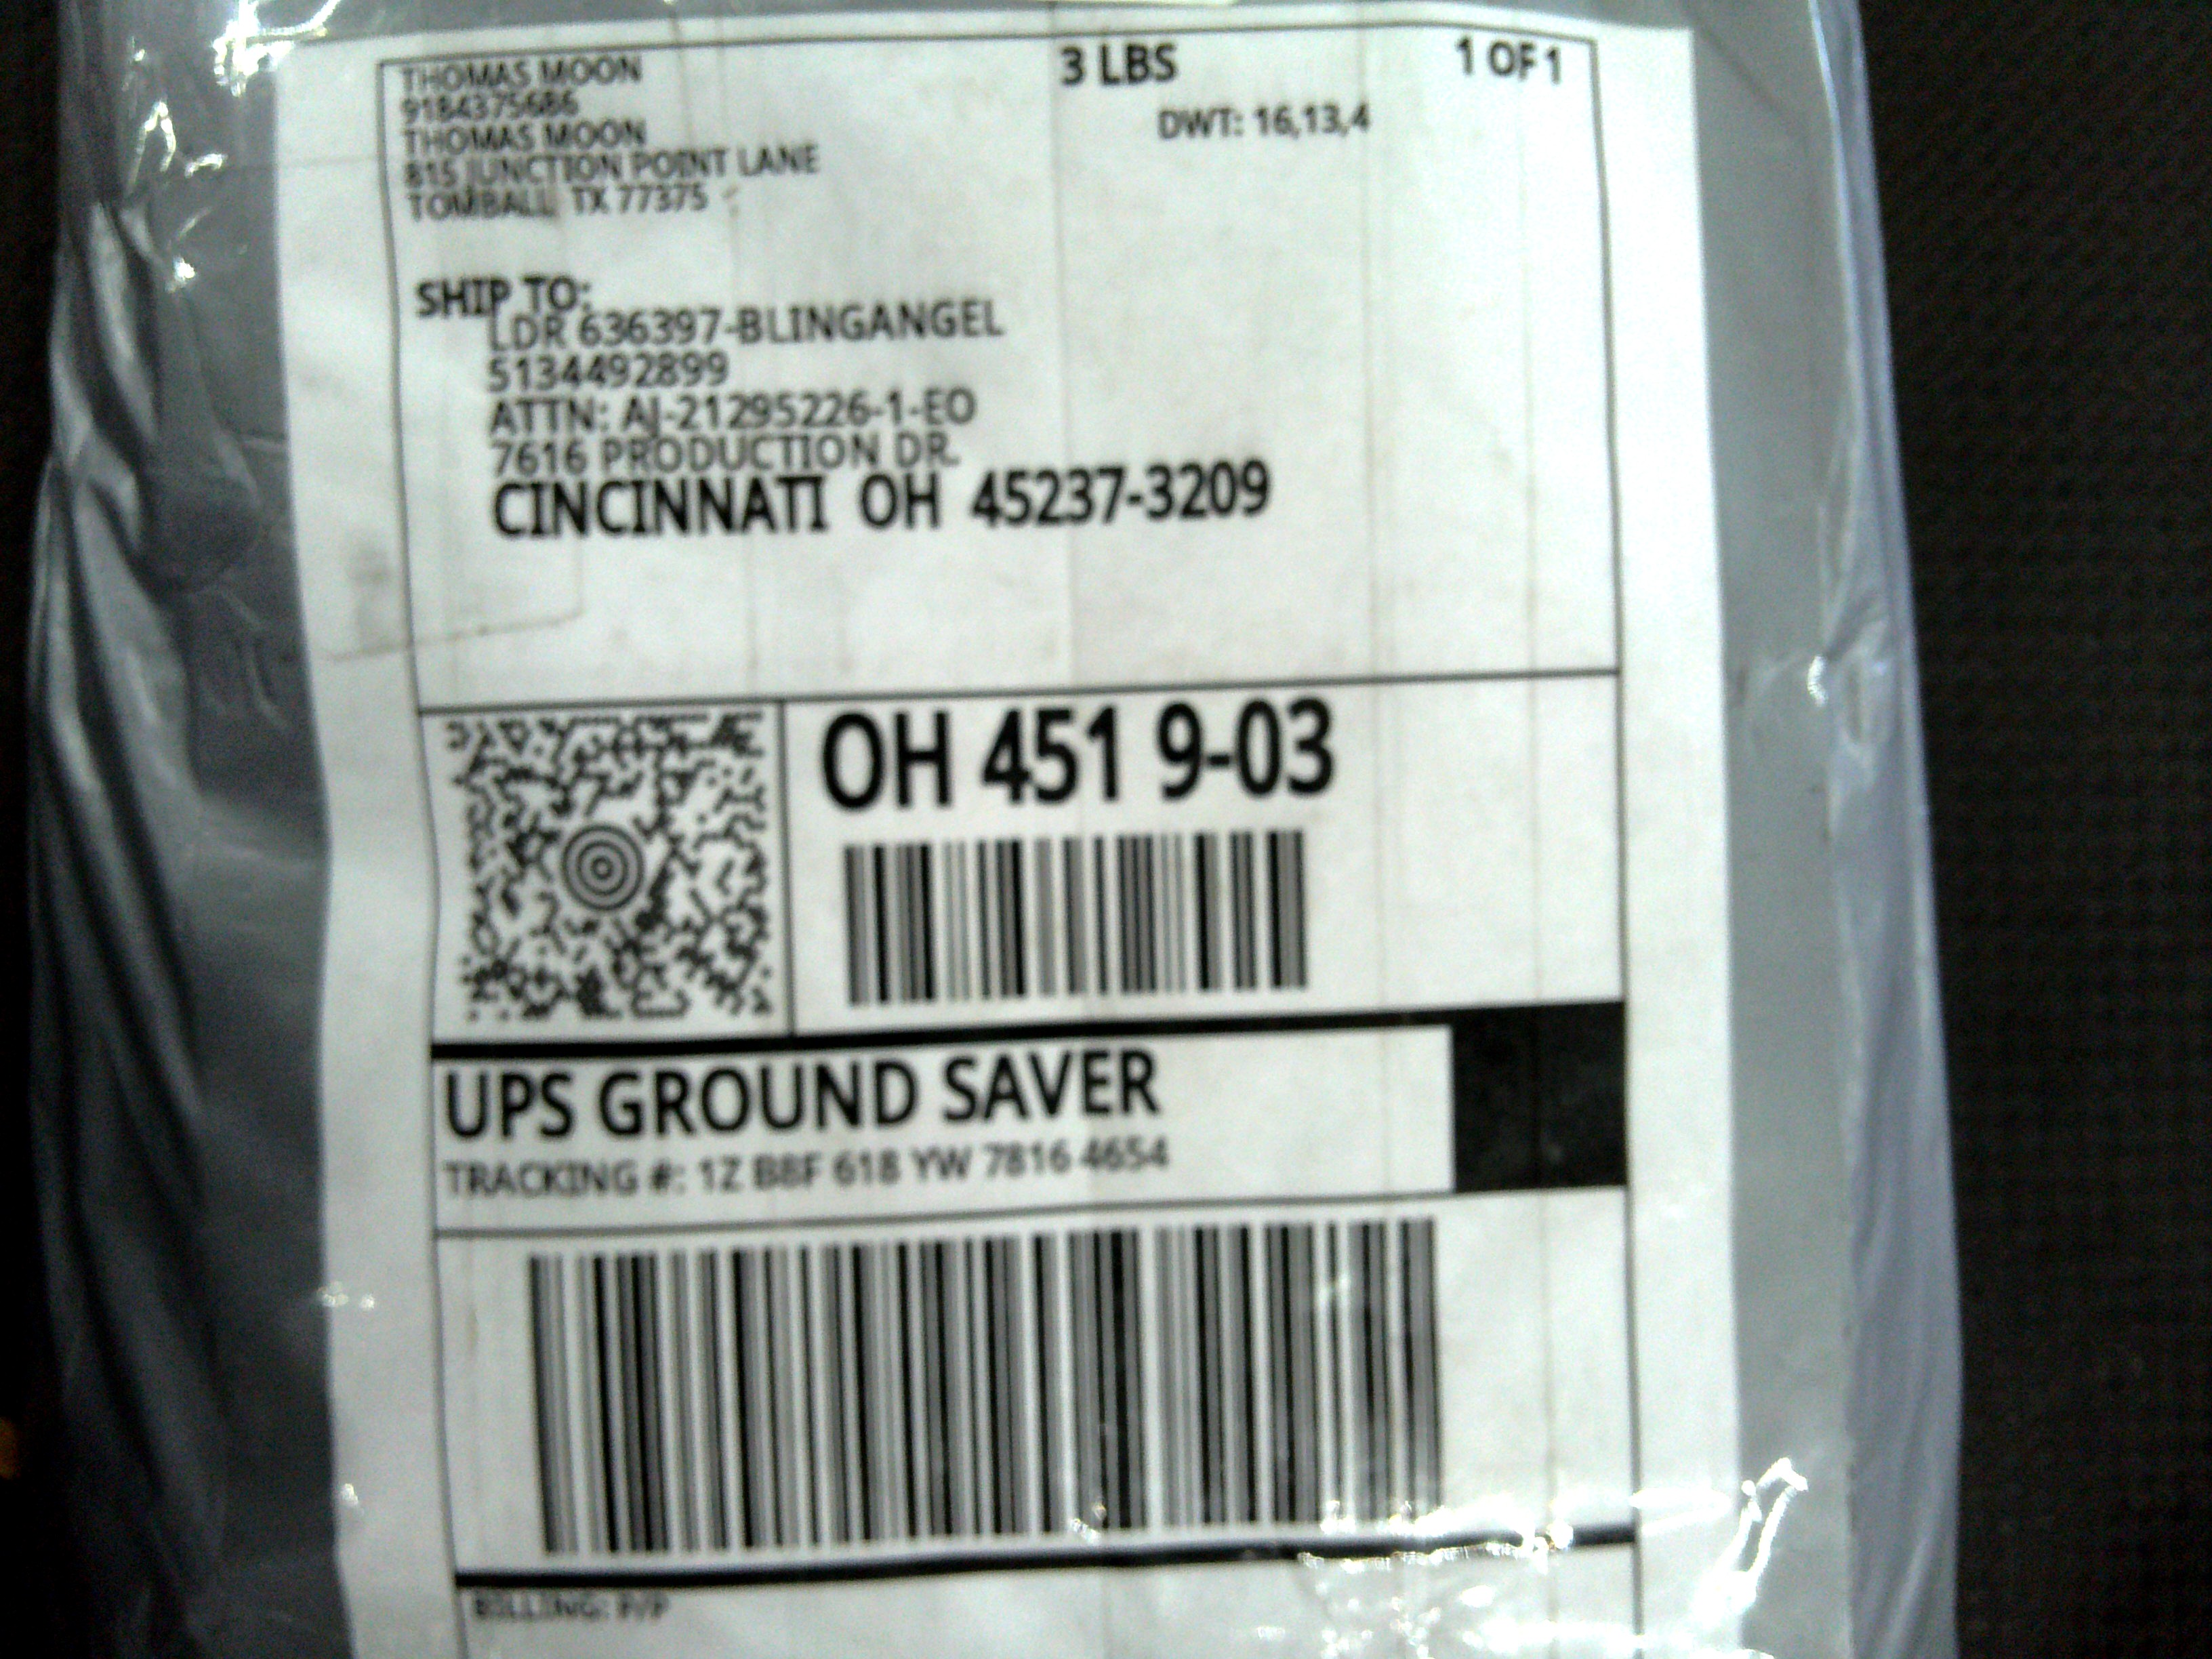 THOMAS MOON
9184375686
THOMAS MOON
815 JUNCTION POINT LANE
TOMBALL TX 77375
3 LBS
1 OF 1
DWT: 16,13,4
SHIP TO:
LDR 636397-BLINGANGEL
5134492899
ATTN: AJ-21295226-1-EO
7616 PRODUCTION DR.
CINCINNATI OH 45237-3209
OH 451 9-03
UPS GROUND SAVER
TRACKING #: 1Z B8F 618 YW 7816 4654
BILLING: P/P